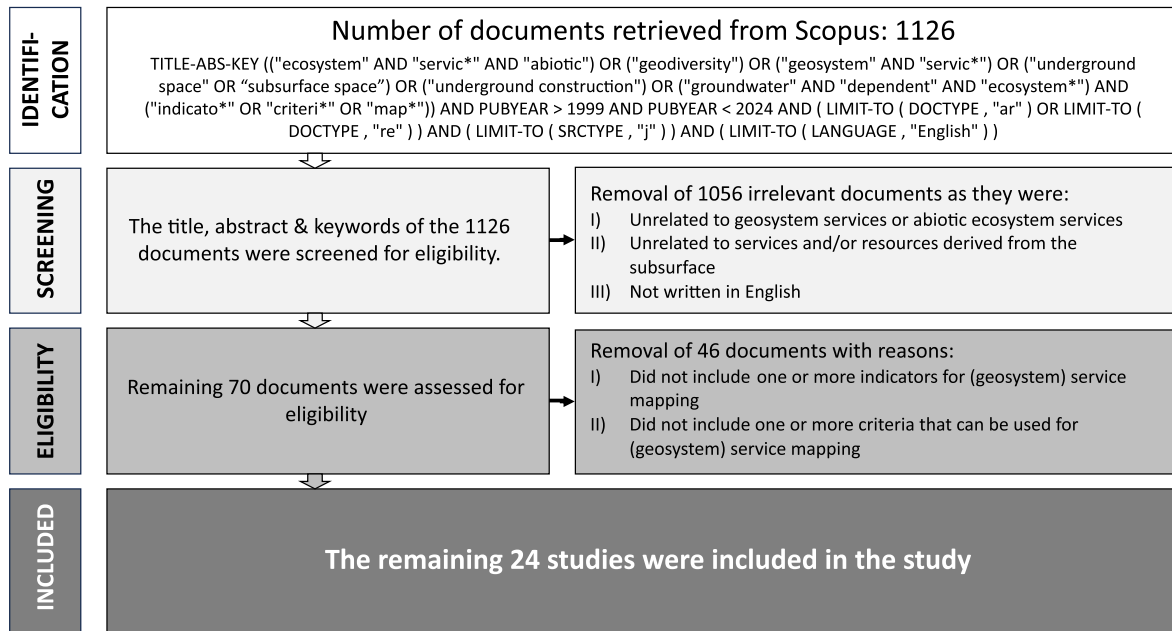 IDENTIFI-
CATION
Number of documents retrieved from Scopus: 1126
TITLE-ABS-KEY (("ecosystem" AND "servic*" AND "abiotic") OR ("geodiversity") OR ("geosystem" AND "servic*") OR ("underground
space" OR “subsurface space”) OR ("underground construction") OR ("groundwater" AND "dependent" AND "ecosystem*") AND
("indicato*" OR "criteri*" OR "map*")) AND PUBYEAR > 1999 AND PUBYEAR < 2024 AND ( LIMIT-TO ( DOCTYPE , "ar" ) OR LIMIT-TO (
DOCTYPE , "re" ) ) AND ( LIMIT-TO ( SRCTYPE , "j" ) ) AND ( LIMIT-TO ( LANGUAGE , "English" ) )
SCREENING
The title, abstract & keywords of the 1126
documents were screened for eligibility.
Removal of 1056 irrelevant documents as they were:
I) Unrelated to geosystem services or abiotic ecosystem services
II) Unrelated to services and/or resources derived from the
subsurface
III) Not written in English
ELIGIBILITY
Remaining 70 documents were assessed for
eligibility
Removal of 46 documents with reasons:
I) Did not include one or more indicators for (geosystem) service
mapping
II) Did not include one or more criteria that can be used for
(geosystem) service mapping
INCLUDED
The remaining 24 studies were included in the study